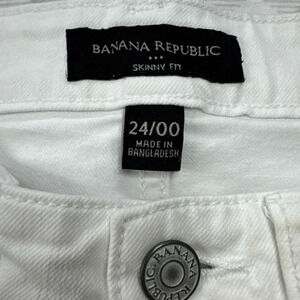 BANANA REPUBLIC
SKINNY FIT
24/00
MADE IN
BANGLADESH
BANANA REPUBLIC